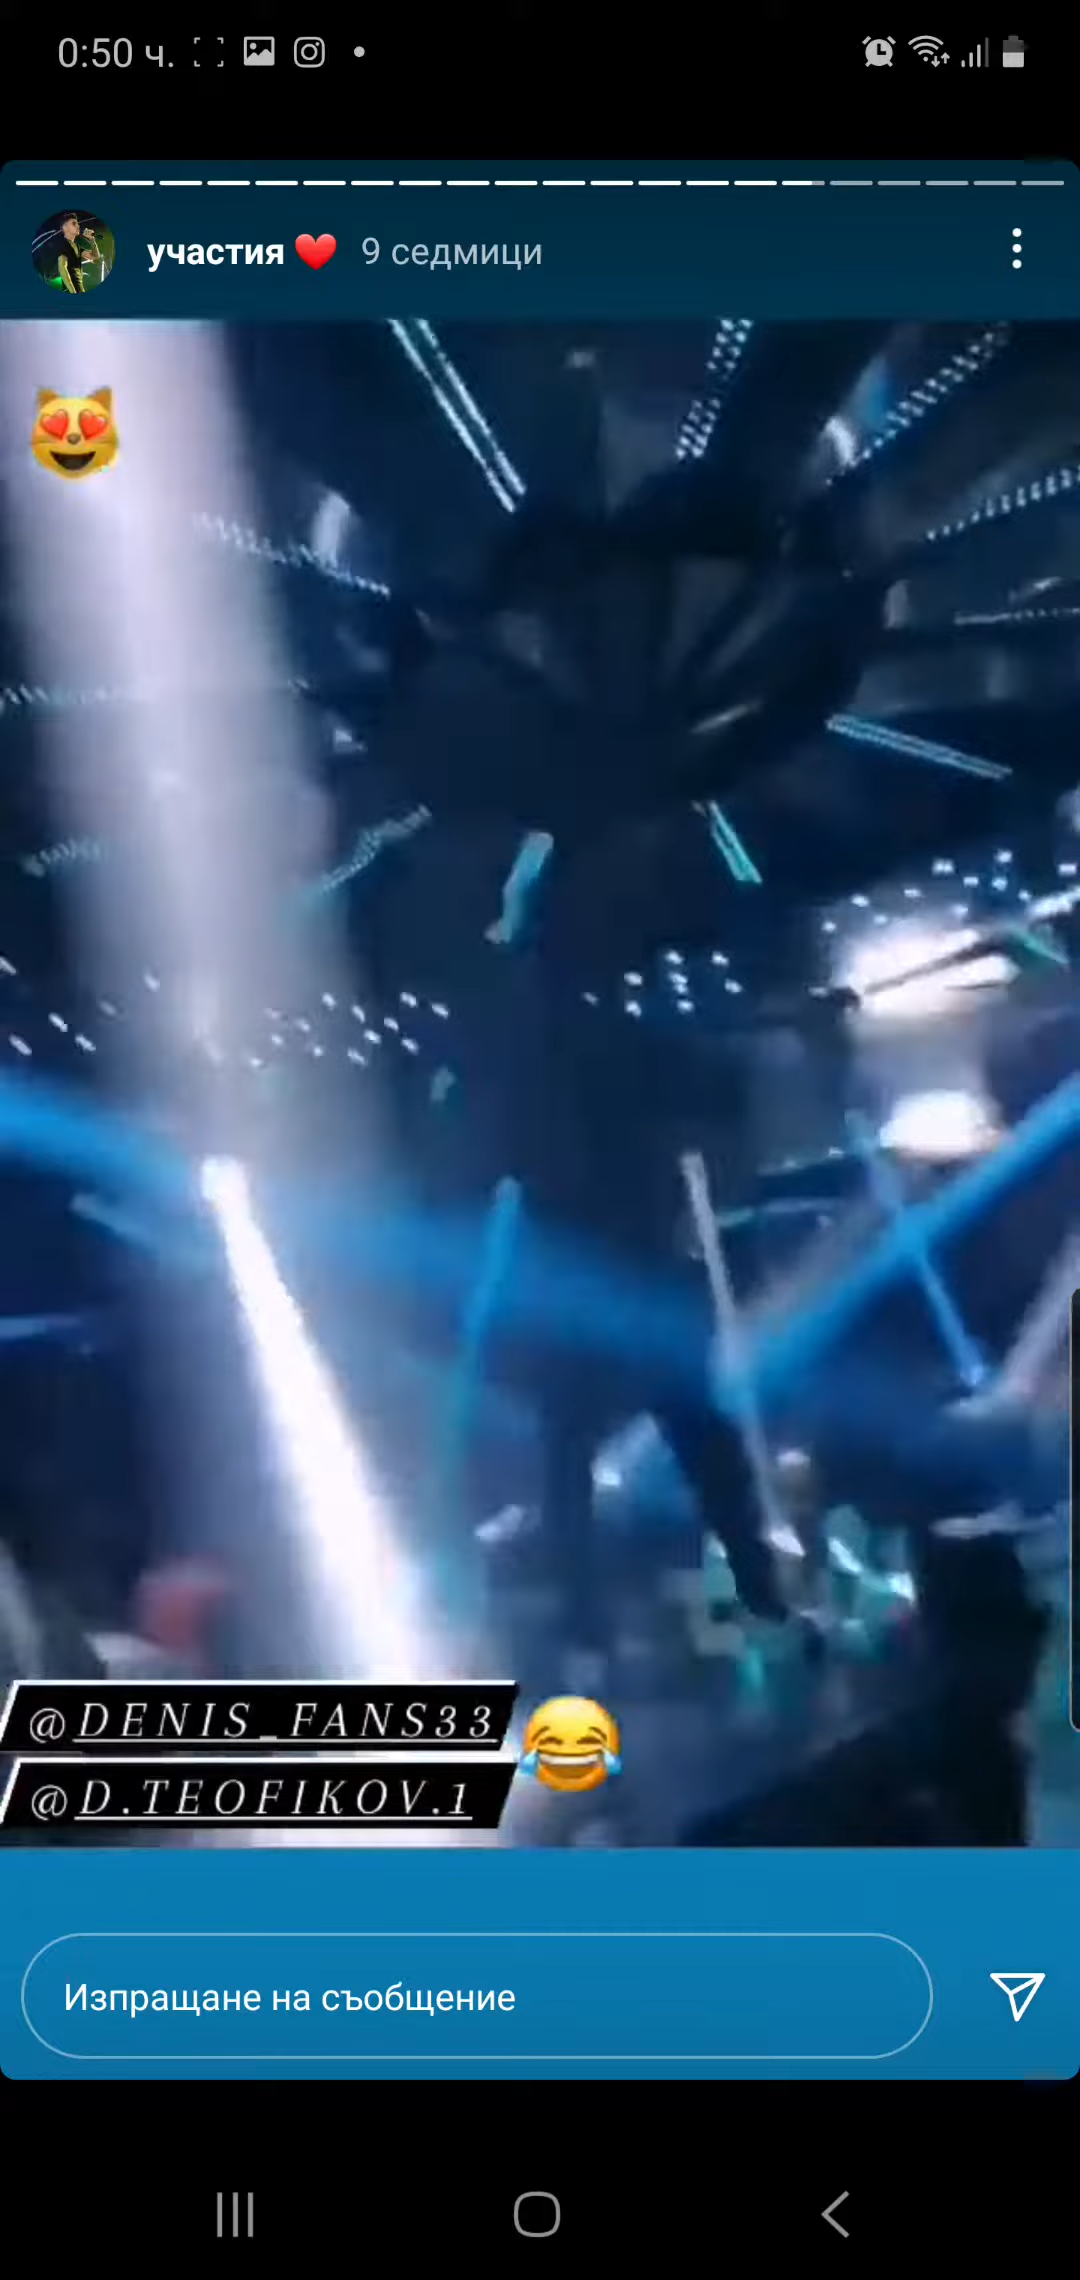 0:50 ч.
участия ❤️ 9 седмици
@DENIS_FANS33
@D.TEOFIKOV.1
Изпращане на съобщение